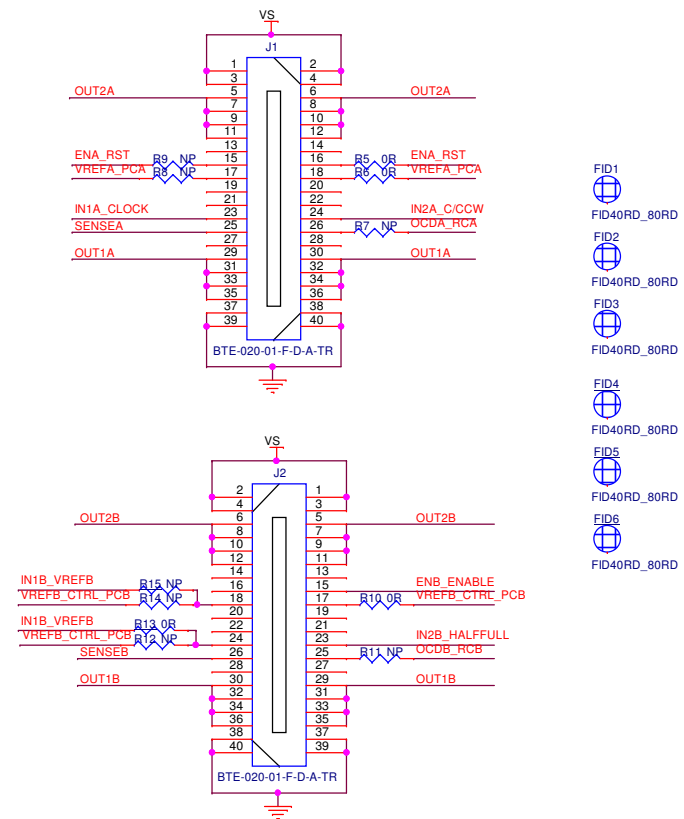 VS
J1
1 2
3 4
OUT2A 5 6 OUT2A
7 8
9 10
11 12
13 14
ENA_RST R9 NP 15 16 R5 0R ENA_RST
VREFA_PCA R8 NP 17 18 R6 0R VREFA_PCA
19 20
21 22
IN1A_CLOCK 23 24 IN2A_C/CCW
SENSEA 25 26 R7 NP OCDA_RCA
27 28
OUT1A 29 30 OUT1A
31 32
33 34
35 36
37 38
39 40
BTE-020-01-F-D-A-TR
VS
J2
2 1
4 3
OUT2B 6 5 OUT2B
8 7
10 9
12 11
14 13
IN1B_VREFB R15 NP 16 15 ENB_ENABLE
VREFB_CTRL_PCB R14 NP 18 17 R10 0R VREFB_CTRL_PCB
20 19
IN1B_VREFB R13 0R 22 21
VREFB_CTRL_PCB R12 NP 24 23 IN2B_HALFFULL
SENSEB 26 25 R11 NP OCDB_RCB
28 27
OUT1B 30 29 OUT1B
32 31
34 33
36 35
38 37
40 39
BTE-020-01-F-D-A-TR
FID1
FID40RD_80RD
FID2
FID40RD_80RD
FID3
FID40RD_80RD
FID4
FID40RD_80RD
FID5
FID40RD_80RD
FID6
FID40RD_80RD